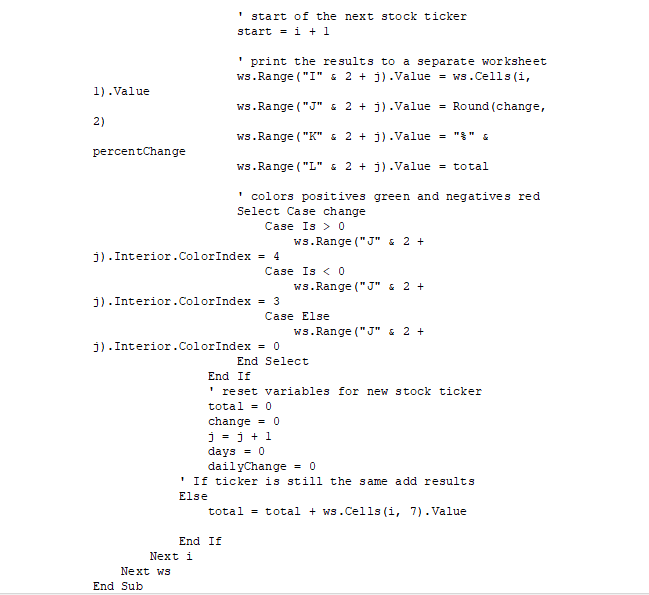 ' start of the next stock ticker
start = i + 1
' print the results to a separate worksheet
ws.Range("I" & 2 + j).Value = ws.Cells(i,
1).Value
ws.Range("J" & 2 + j).Value = Round(change,
2)
ws.Range("K" & 2 + j).Value = "%" &
percentChange
ws.Range("L" & 2 + j).Value = total
' colors positives green and negatives red
Select Case change
Case Is > 0
ws.Range("J" & 2 +
j).Interior.ColorIndex = 4
Case Is < 0
ws.Range("J" & 2 +
j).Interior.ColorIndex = 3
Case Else
ws.Range("J" & 2 +
j).Interior.ColorIndex = 0
End Select
End If
' reset variables for new stock ticker
total = 0
change = 0
j = j + 1
days = 0
dailyChange = 0
' If ticker is still the same add results
Else
total = total + ws.Cells(i, 7).Value
End If
Next i
Next ws
End Sub